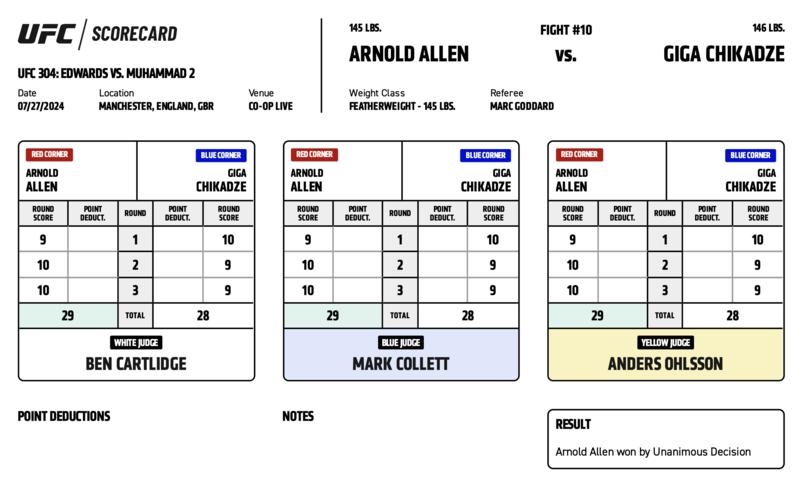 UFC / SCORECARD
UFC 304: EDWARDS VS. MUHAMMAD 2
Date Location Venue
07/27/2024 MANCHESTER, ENGLAND, GBR CO-OP LIVE
145 LBS. FIGHT #10 146 LBS.
ARNOLD ALLEN VS. GIGA CHIKADZE
Weight Class Referee
FEATHERWEIGHT - 145 LBS. MARC GODDARD
RED CORNER BLUE CORNER
ARNOLD GIGA
ALLEN CHIKADZE
ROUND SCORE POINT DEDUCT. ROUND POINT DEDUCT. ROUND SCORE
9 1 10
10 2 9
10 3 9
29 TOTAL 28
WHITE JUDGE
BEN CARTLIDGE
RED CORNER BLUE CORNER
ARNOLD GIGA
ALLEN CHIKADZE
ROUND SCORE POINT DEDUCT. ROUND POINT DEDUCT. ROUND SCORE
9 1 10
10 2 9
10 3 9
29 TOTAL 28
BLUE JUDGE
MARK COLLETT
RED CORNER BLUE CORNER
ARNOLD GIGA
ALLEN CHIKADZE
ROUND SCORE POINT DEDUCT. ROUND POINT DEDUCT. ROUND SCORE
9 1 10
10 2 9
10 3 9
29 TOTAL 28
YELLOW JUDGE
ANDERS OHLSSON
POINT DEDUCTIONS
NOTES
RESULT
Arnold Allen won by Unanimous Decision